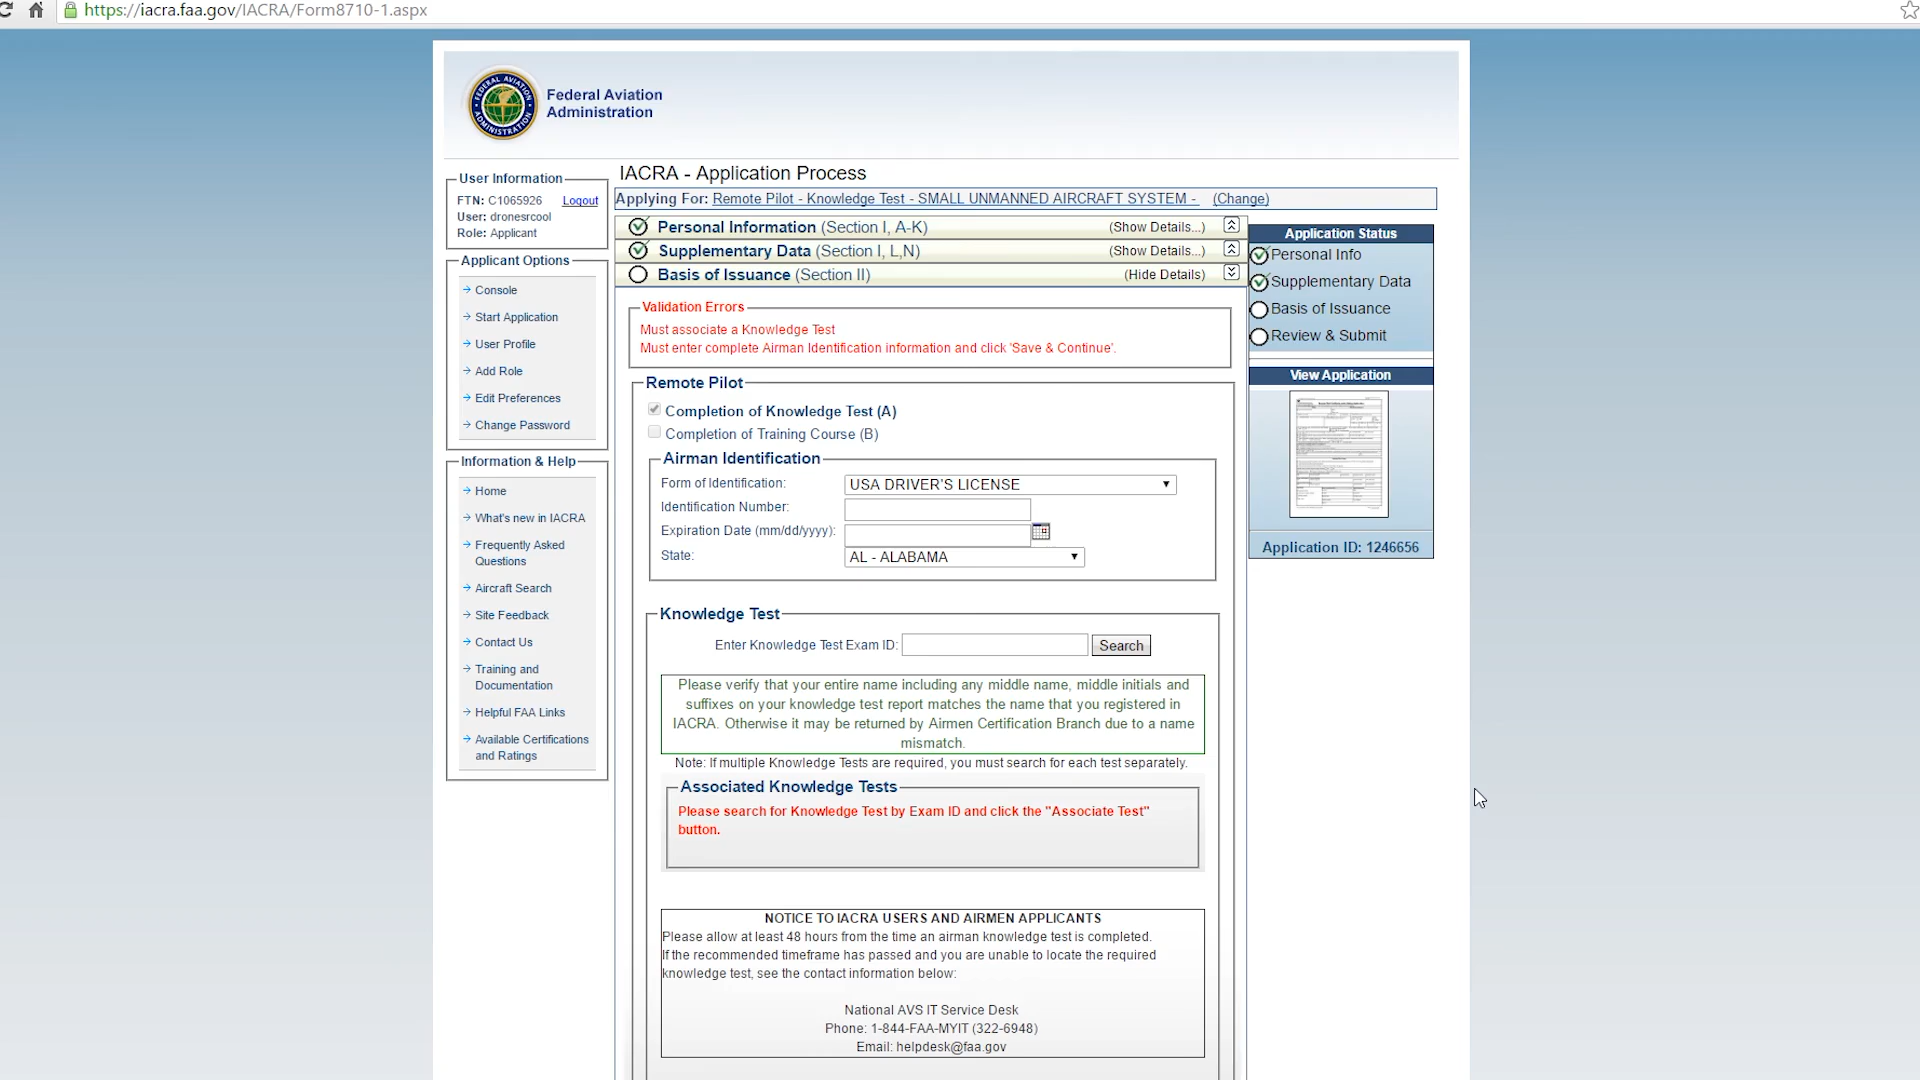 https://iacra.faa.gov/IACRA/Form8710-1.aspx
Federal Aviation
Administration
User Information
FTN: C1065926 Logout
User: dronesrcool
Role: Applicant
Applicant Options
Console
Start Application
User Profile
Add Role
Edit Preferences
Change Password
Information & Help
Home
What's new in IACRA
Frequently Asked
Questions
Aircraft Search
Site Feedback
Contact Us
Training and
Documentation
Helpful FAA Links
Available Certifications
and Ratings
IACRA - Application Process
Applying For: Remote Pilot - Knowledge Test - SMALL UNMANNED AIRCRAFT SYSTEM - (Change)
Personal Information (Section I, A-K) (Show Details...)
Supplementary Data (Section I, L,N) (Show Details...)
Basis of Issuance (Section II) (Hide Details)
Validation Errors
Must associate a Knowledge Test
Must enter complete Airman Identification information and click 'Save & Continue'.
Remote Pilot
Completion of Knowledge Test (A)
Completion of Training Course (B)
Airman Identification
Form of Identification: USA DRIVER'S LICENSE
Identification Number:
Expiration Date (mm/dd/yyyy):
State: AL - ALABAMA
Knowledge Test
Enter Knowledge Test Exam ID: Search
Please verify that your entire name including any middle name, middle initials and
suffixes on your knowledge test report matches the name that you registered in
IACRA. Otherwise it may be returned by Airmen Certification Branch due to a name
mismatch.
Note: If multiple Knowledge Tests are required, you must search for each test separately.
Associated Knowledge Tests
Please search for Knowledge Test by Exam ID and click the "Associate Test"
button.
NOTICE TO IACRA USERS AND AIRMEN APPLICANTS
Please allow at least 48 hours from the time an airman knowledge test is completed.
If the recommended timeframe has passed and you are unable to locate the required
knowledge test, see the contact information below:
National AVS IT Service Desk
Phone: 1-844-FAA-MYIT (322-6948)
Email: helpdesk@faa.gov
Application Status
Personal Info
Supplementary Data
Basis of Issuance
Review & Submit
View Application
Application ID: 1246656